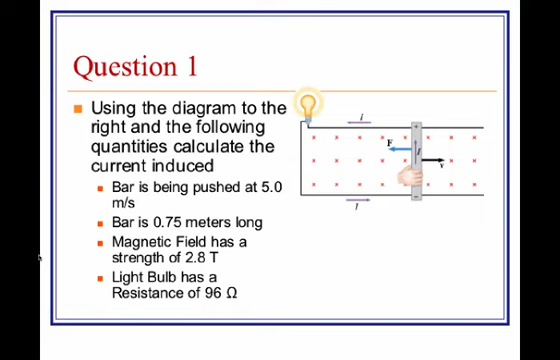 Question 1
Using the diagram to the
right and the following
quantities calculate the
current induced
Bar is being pushed at 5.0
m/s
Bar is 0.75 meters long
Magnetic Field has a
strength of 2.8 T
Light Bulb has a
Resistance of 96 Ω
I
+
F
I
v
−
I